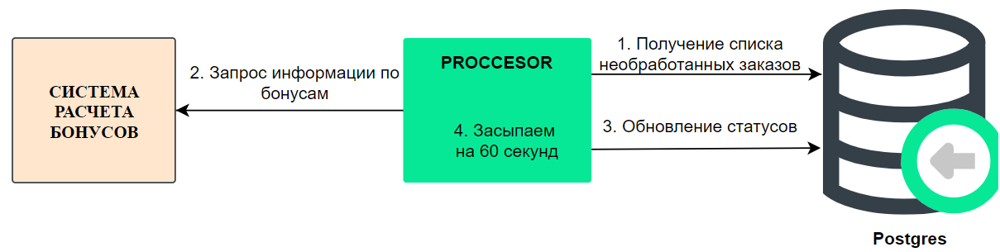 СИСТЕМА
РАСЧЕТА
БОНУСОВ
2. Запрос информации по
бонусам
PROCCESOR
4. Засыпаем
на 60 секунд
1. Получение списка
необработанных заказов
3. Обновление статусов
Postgres